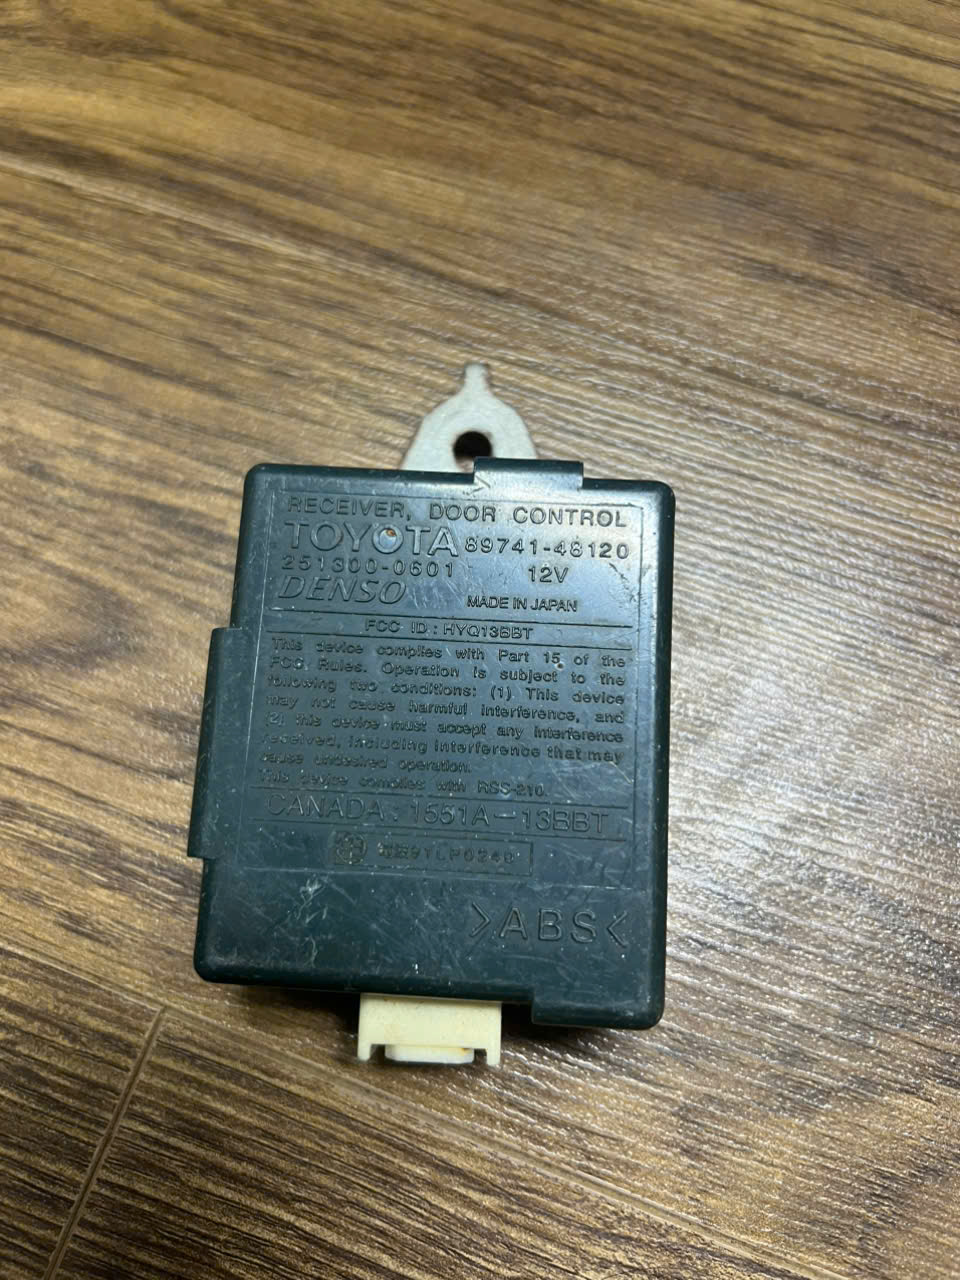 RECEIVER, DOOR CONTROL
TOYOTA 89741-48120
251300-0601 12V
DENSO MADE IN JAPAN
FCC ID : HYQ13BBT
This device complies with Part 15 of the
FCC Rules. Operation is subject to the
following two conditions: (1) This device
may not cause harmful interference, and
(2) this device must accept any interference
received, including interference that may
cause undesired operation.
This device complies with RSS-210.
CANADA : 1551A-13BBT
91LP0240
>ABS<